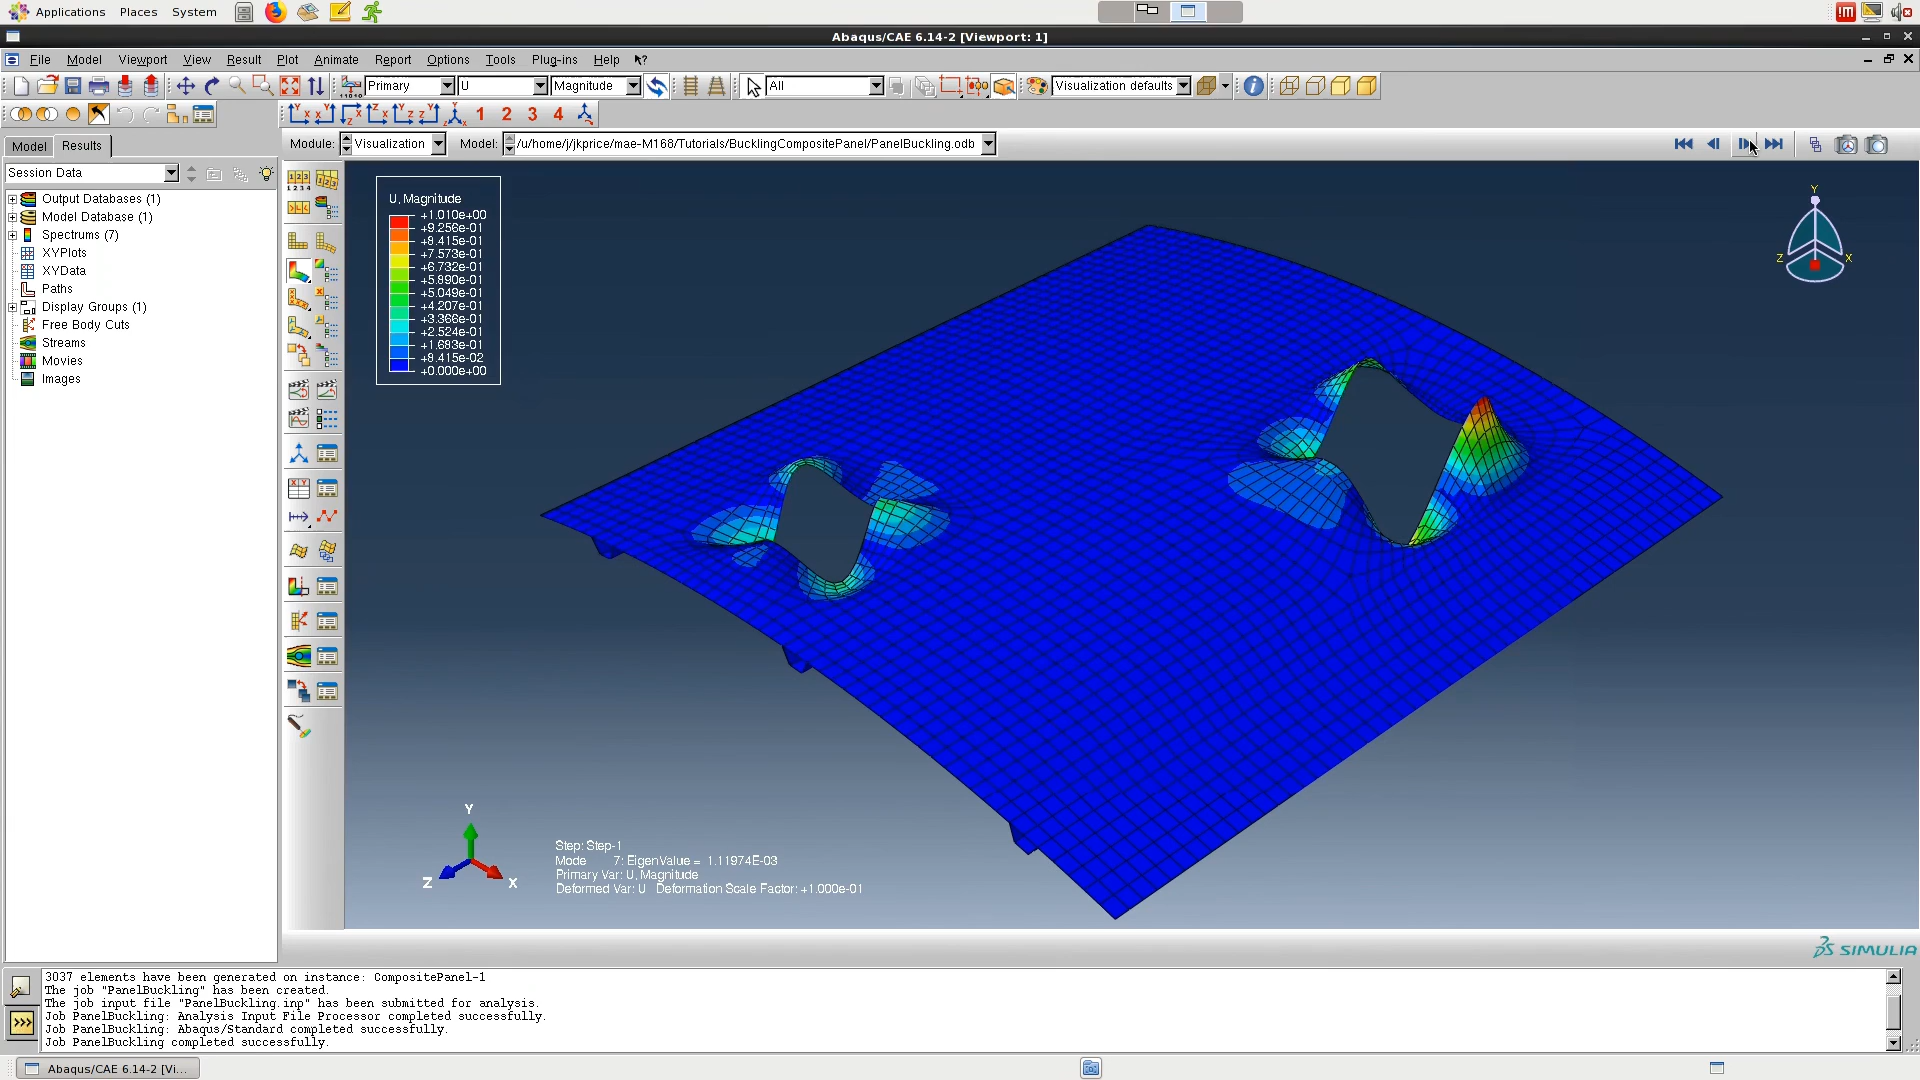 Applications Places System
Abaqus/CAE 6.14-2 [Viewport: 1]
File Model Viewport View Result Plot Animate Report Options Tools Plug-ins Help
Primary U Magnitude All Visualization defaults
1 2 3 4
Model Results Module: Visualization Model: /u/home/j/jkprice/mae-M168/Tutorials/BucklingCompositePanel/PanelBuckling.odb
Session Data
Output Databases (1)
Model Database (1)
Spectrums (7)
XYPlots
XYData
Paths
Display Groups (1)
Free Body Cuts
Streams
Movies
Images
U, Magnitude
+1.010e+00
+9.256e-01
+8.415e-01
+7.573e-01
+6.732e-01
+5.890e-01
+5.049e-01
+4.207e-01
+3.366e-01
+2.524e-01
+1.683e-01
+8.415e-02
+0.000e+00
Y
Z X
Y
Z X
Step: Step-1
Mode 7: EigenValue = 1.11974E-03
Primary Var: U, Magnitude
Deformed Var: U Deformation Scale Factor: +1.000e-01
SIMULIA
3037 elements have been generated on instance: CompositePanel-1
The job "PanelBuckling" has been created.
The job input file "PanelBuckling.inp" has been submitted for analysis.
Job PanelBuckling: Analysis Input File Processor completed successfully.
Job PanelBuckling: Abaqus/Standard completed successfully.
Job PanelBuckling completed successfully.
>>>
Abaqus/CAE 6.14-2 [Vi...